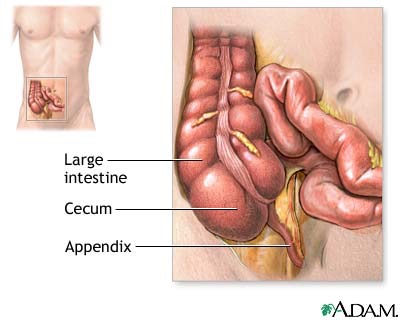 Large
intestine
Cecum
Appendix
A.D.A.M.